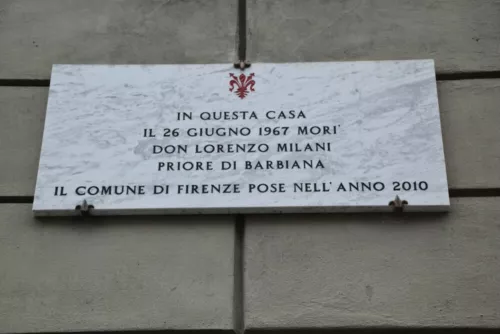 IN QUESTA CASA
IL 26 GIUGNO 1967 MORI'
DON LORENZO MILANI
PRIORE DI BARBIANA
IL COMUNE DI FIRENZE POSE NELL'ANNO 2010